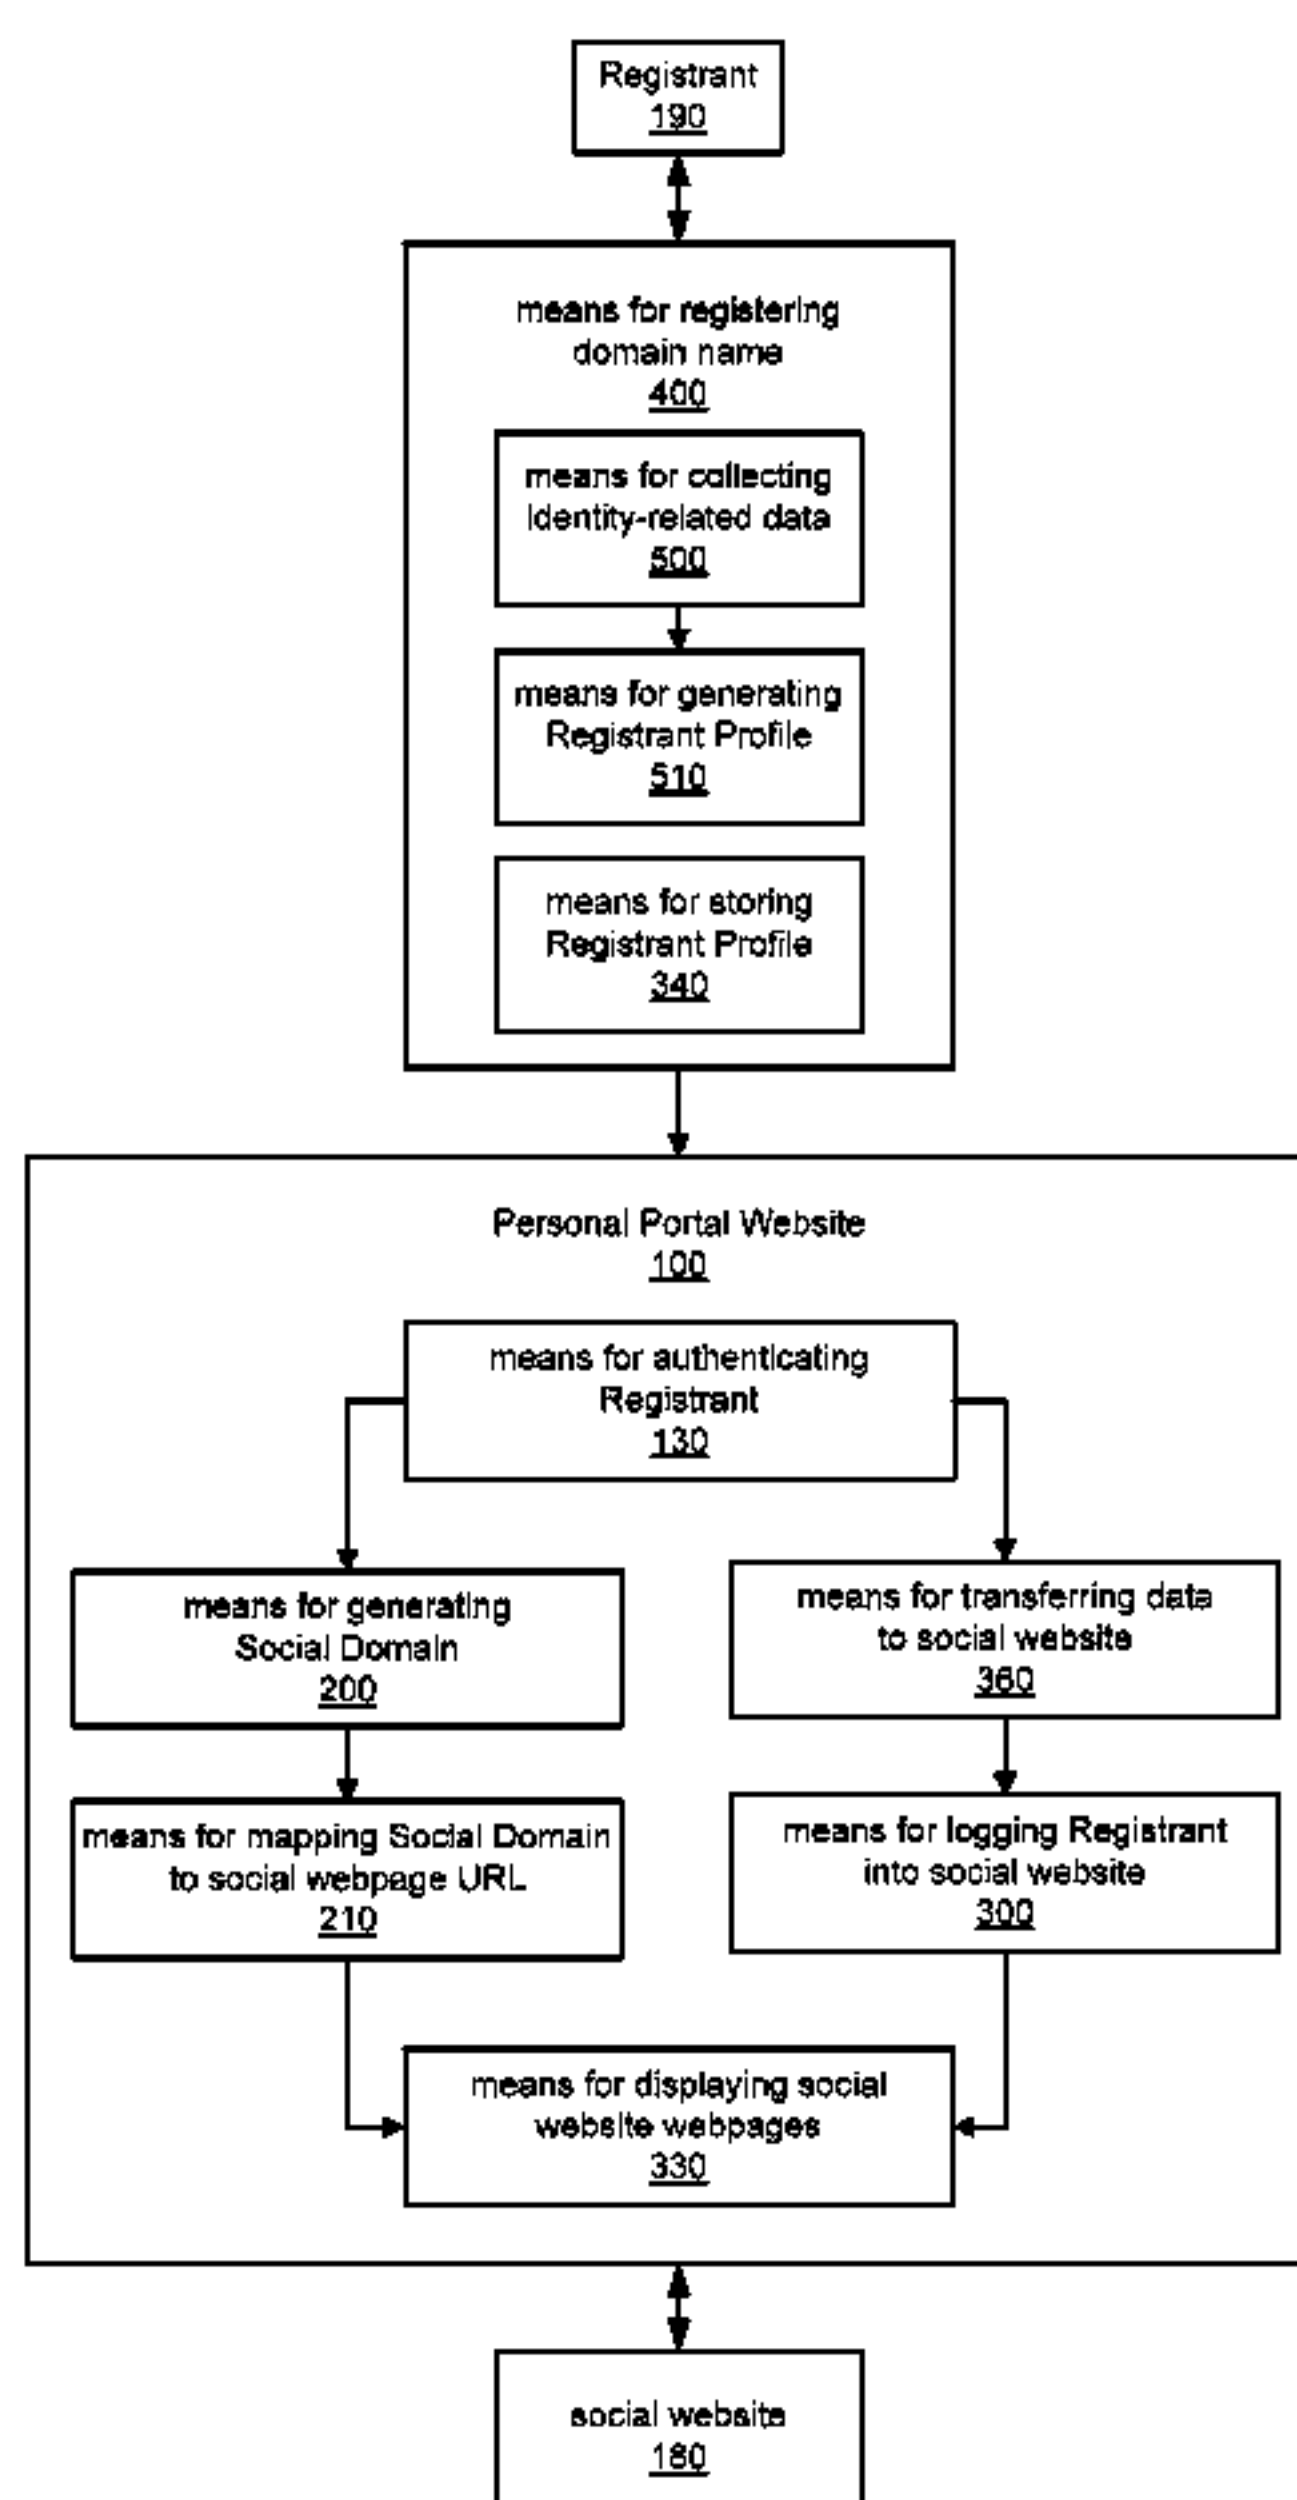 Registrant
190
means for registering
domain name
400
means for collecting
Identity-related data
500
means for generating
Registrant Profile
510
means for storing
Registrant Profile
340
Personal Portal Website
100
means for authenticating
Registrant
130
means for generating
Social Domain
200
means for transferring data
to social website
360
means for mapping Social Domain
to social webpage URL
210
means for logging Registrant
into social website
300
means for displaying social
website webpages
330
social website
180